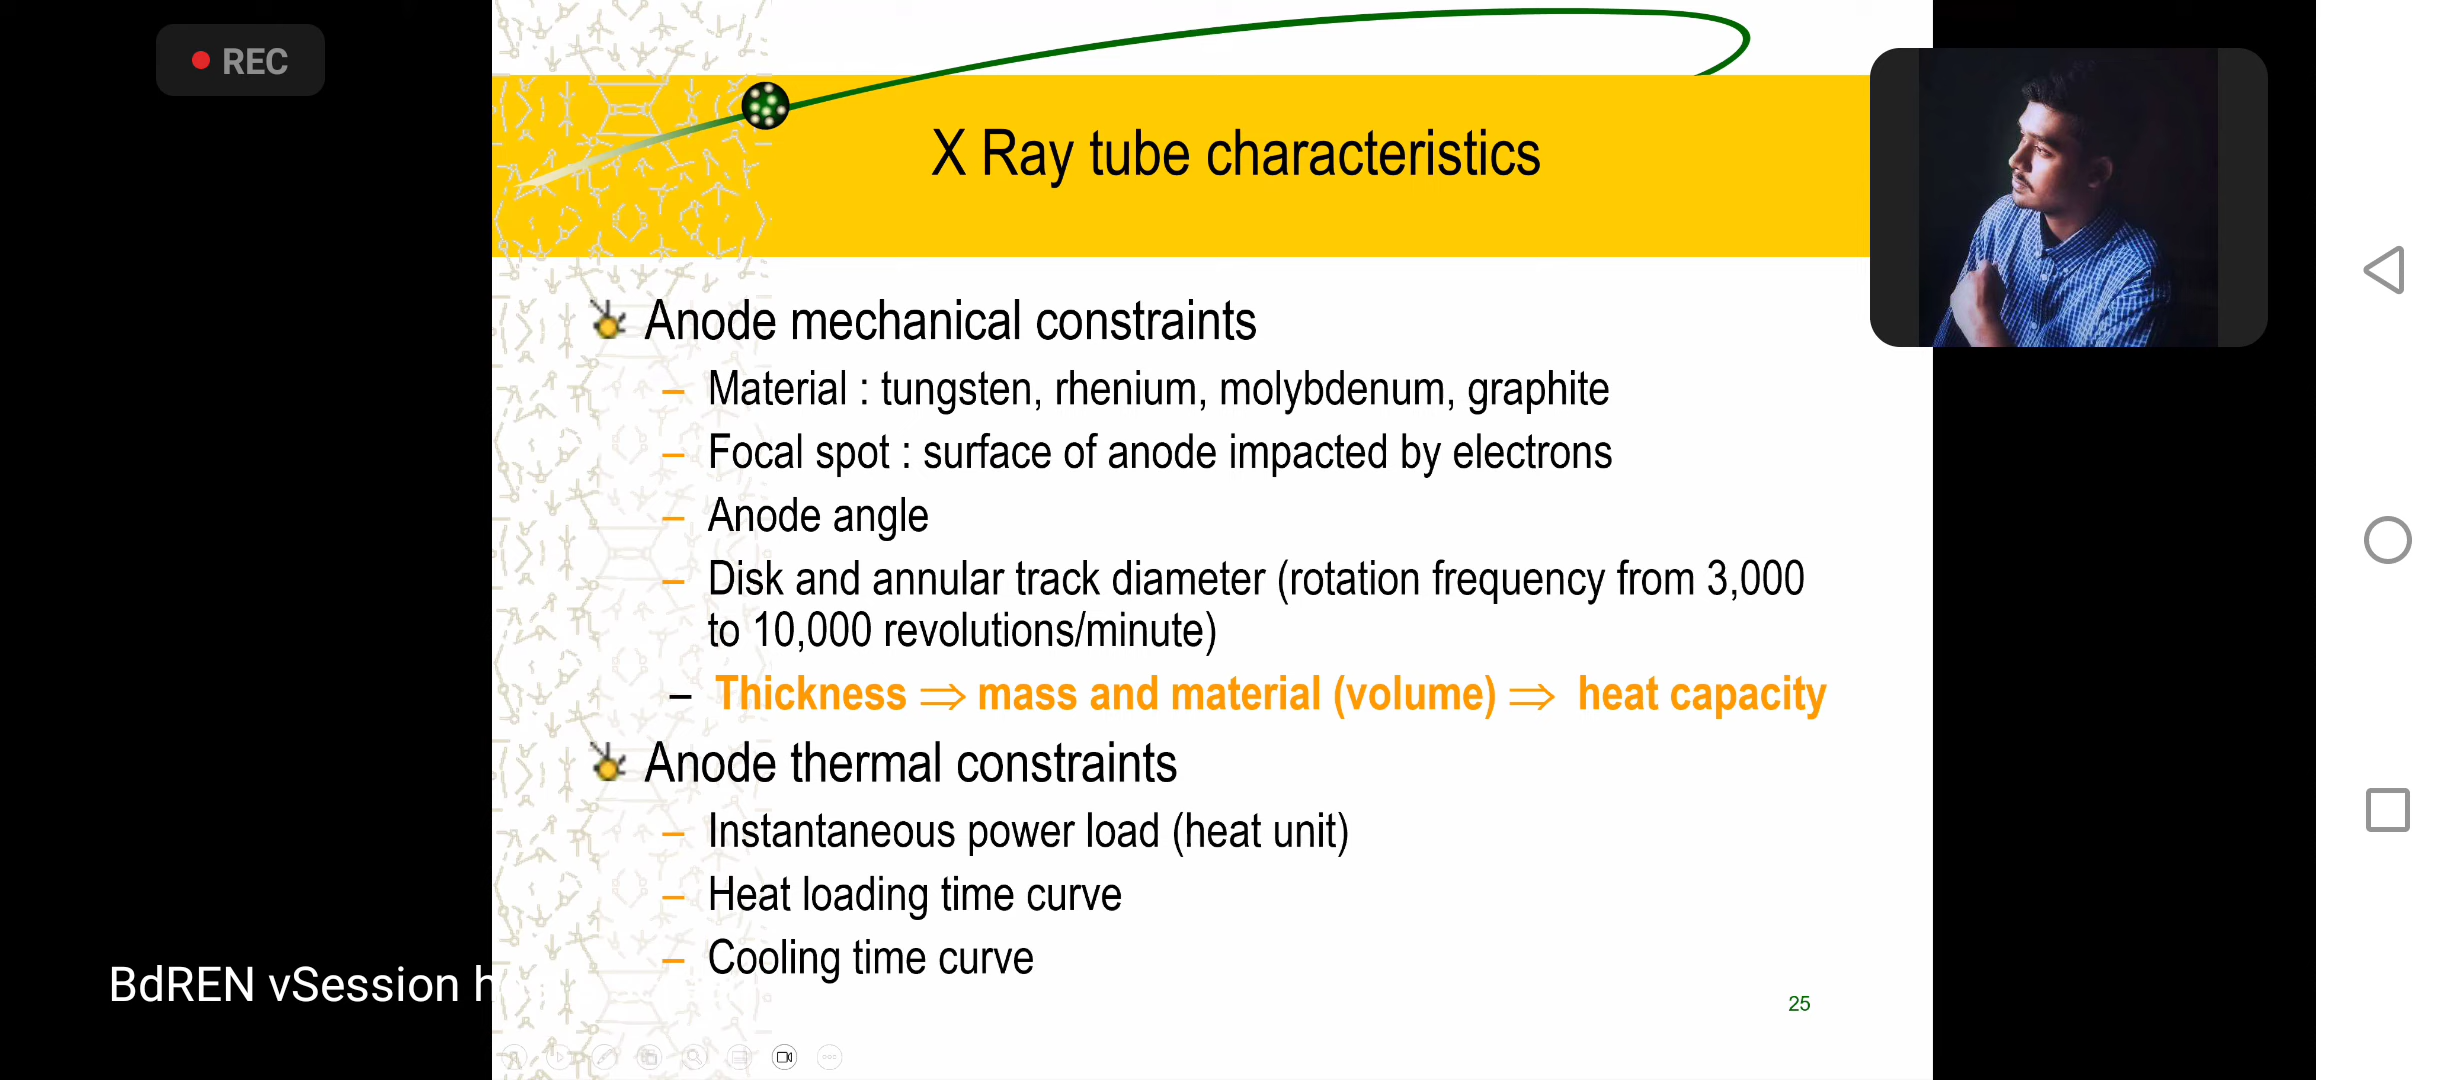 REC
X Ray tube characteristics
Anode mechanical constraints
– Material : tungsten, rhenium, molybdenum, graphite
– Focal spot : surface of anode impacted by electrons
– Anode angle
– Disk and annular track diameter (rotation frequency from 3,000
to 10,000 revolutions/minute)
– Thickness ⇒ mass and material (volume) ⇒ heat capacity
Anode thermal constraints
– Instantaneous power load (heat unit)
– Heat loading time curve
– Cooling time curve
BdREN vSession
25